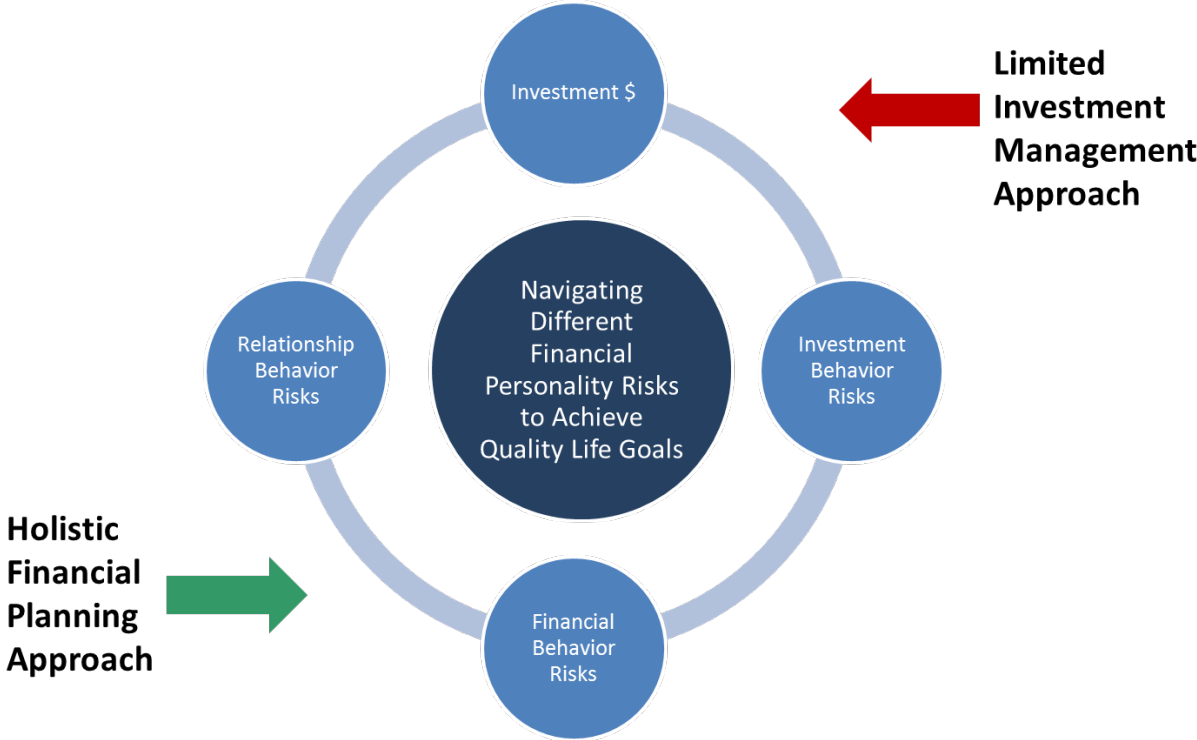 Investment $
Limited
Investment
Management
Approach
Navigating
Different
Financial
Personality Risks
to Achieve
Quality Life Goals
Relationship
Behavior
Risks
Investment
Behavior
Risks
Holistic
Financial
Planning
Approach
Financial
Behavior
Risks